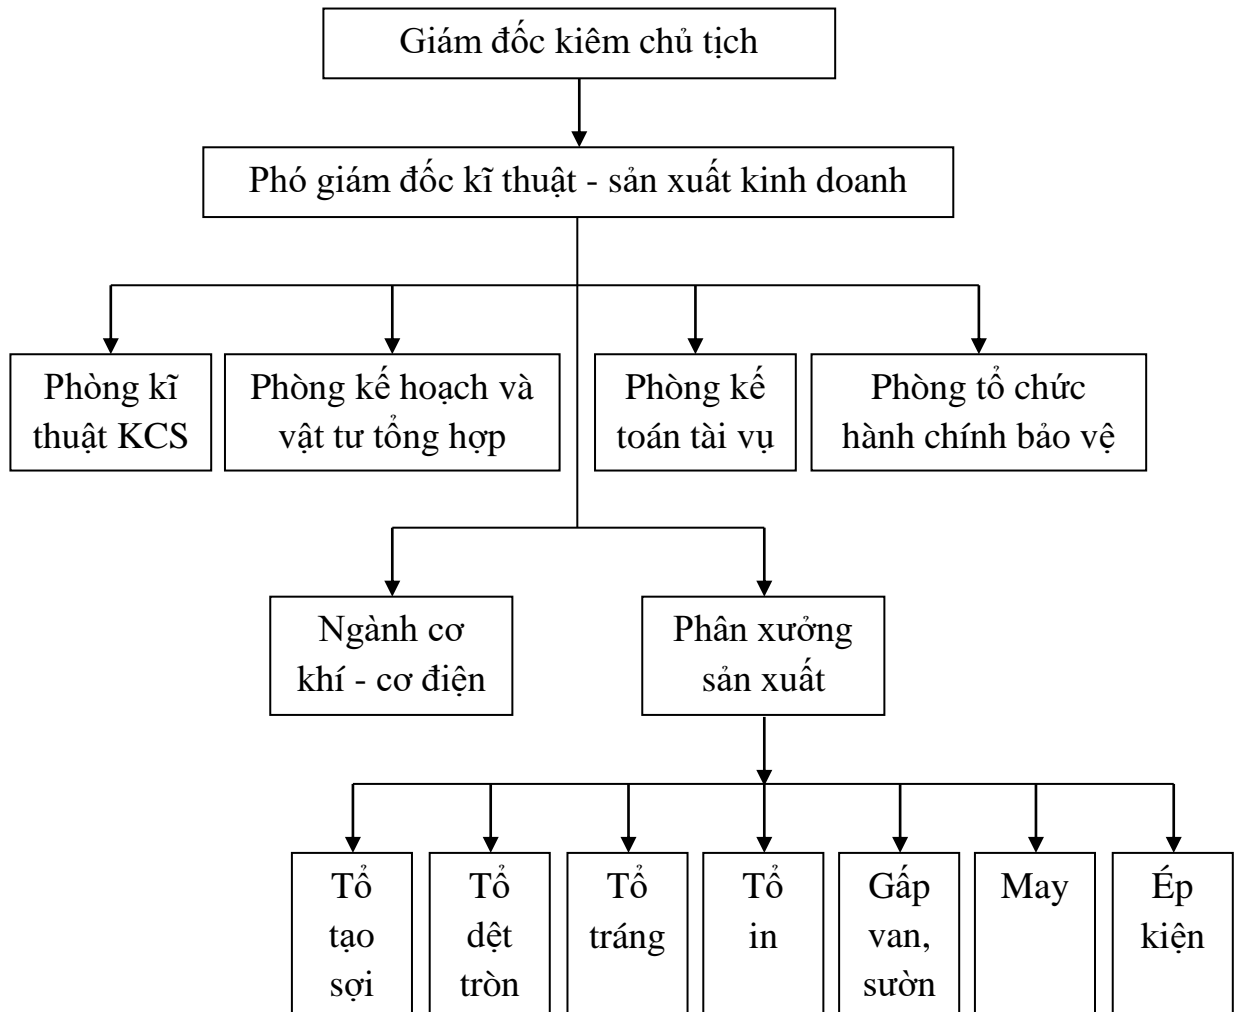 Giám đốc kiêm chủ tịch
Phó giám đốc kĩ thuật - sản xuất kinh doanh
Phòng kĩ
thuật KCS
Phòng kế hoạch và
vật tư tổng hợp
Phòng kế
toán tài vụ
Phòng tổ chức
hành chính bảo vệ
Ngành cơ
khí - cơ điện
Phân xưởng
sản xuất
Tổ
tạo
sợi
Tổ
dệt
tròn
Tổ
tráng
Tổ
in
Gấp
van,
sườn
May
Ép
kiện